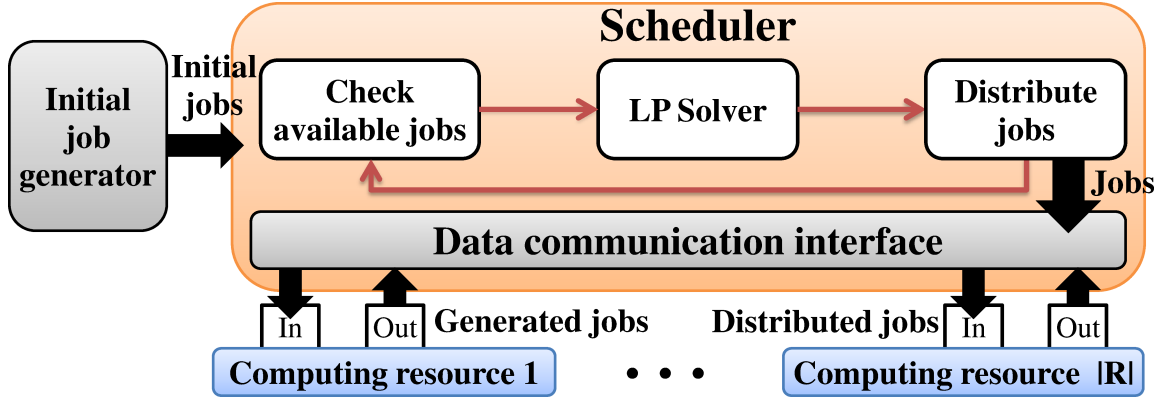 Scheduler
Initial
job
generator
Initial
jobs
Check
available jobs
LP Solver
Distribute
jobs
Jobs
Data communication interface
In
Out
Generated jobs
Distributed jobs
In
Out
Computing resource 1
• • •
Computing resource |R|